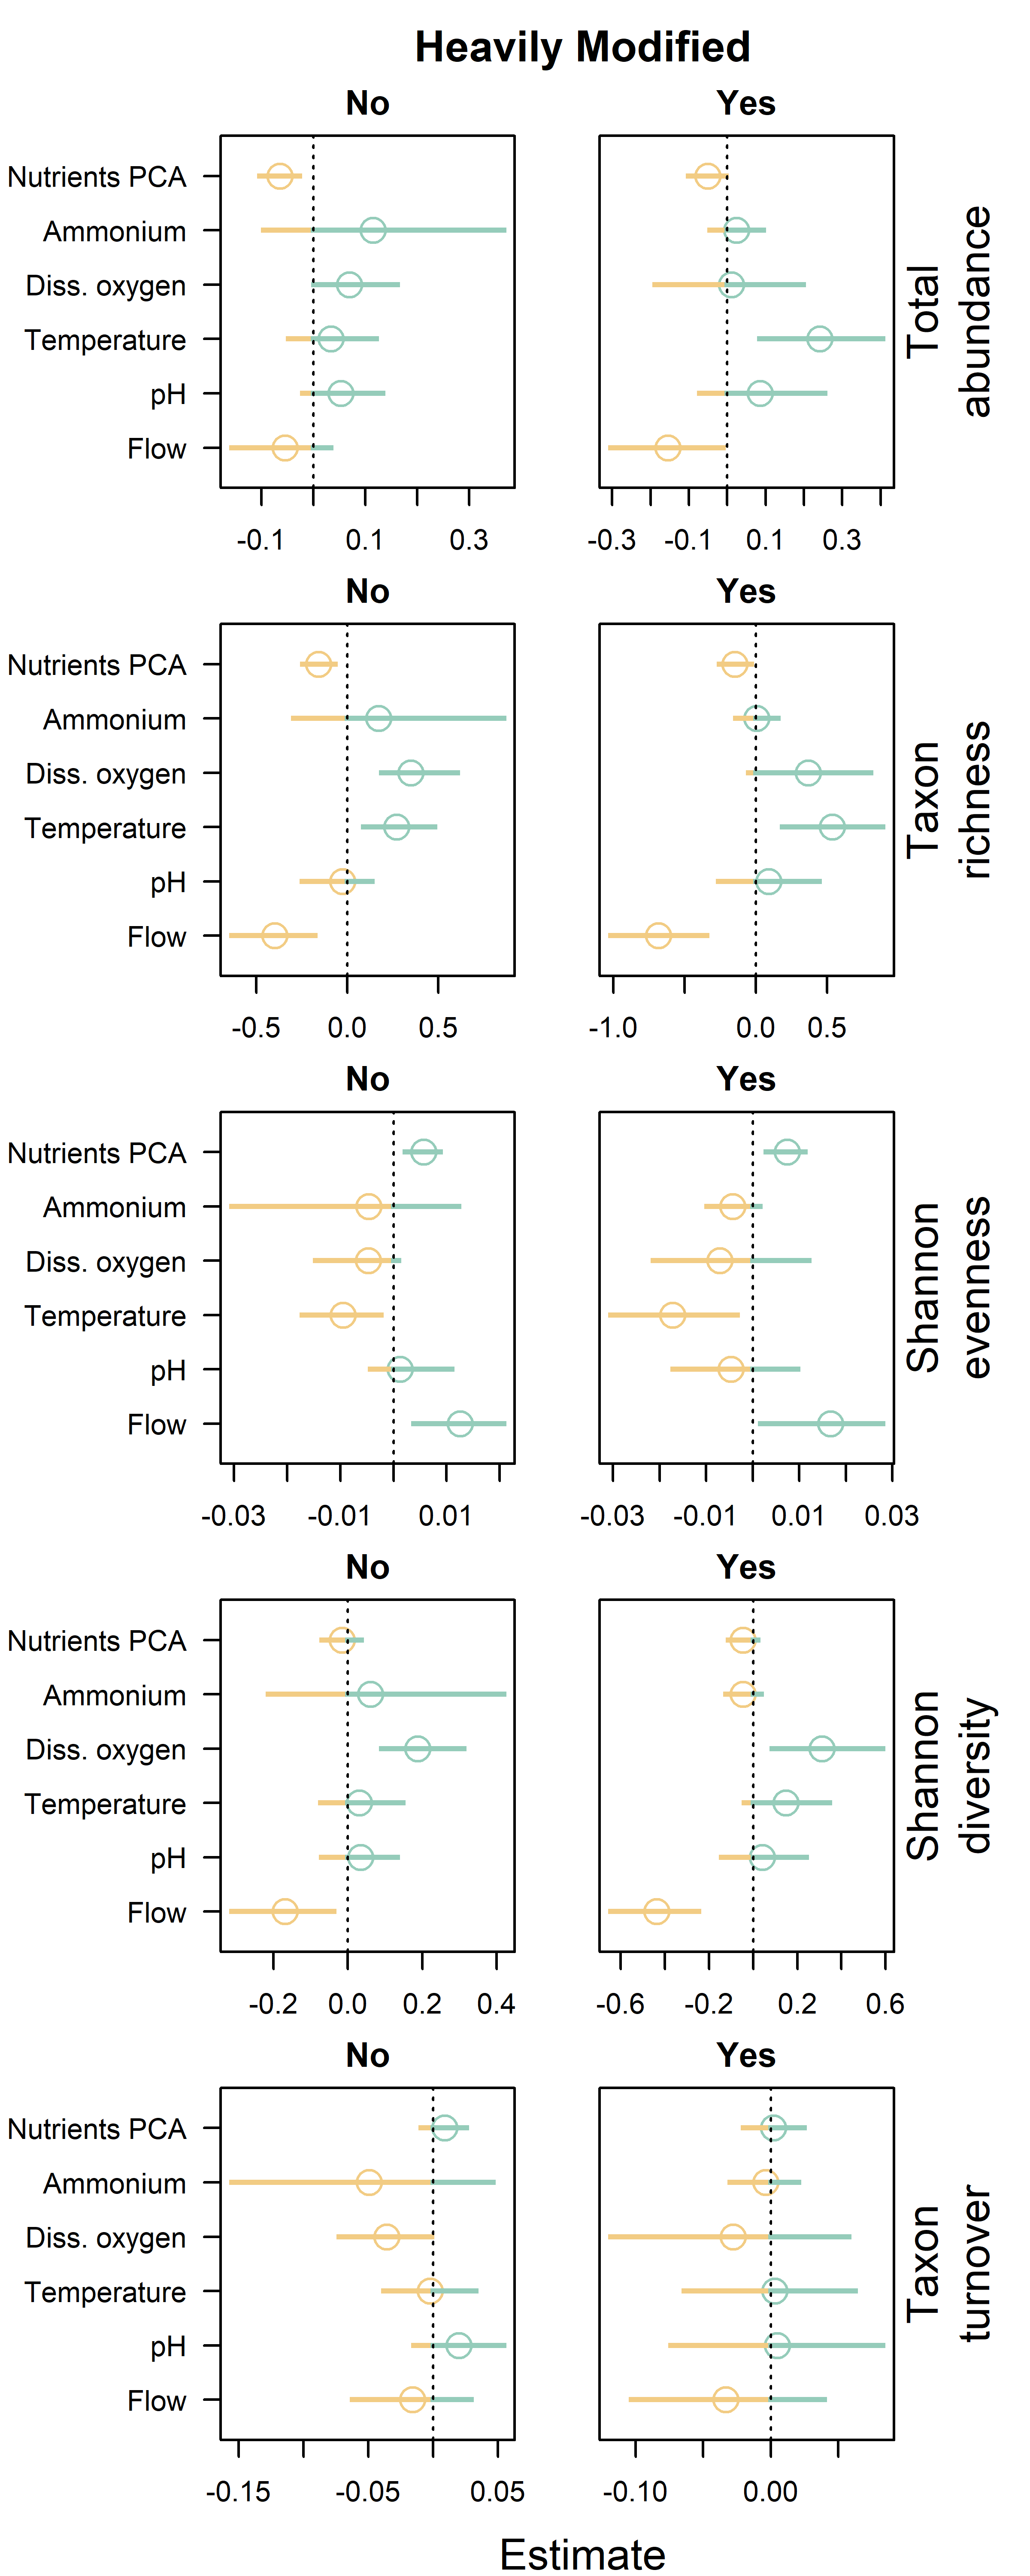 Heavily Modified
No Yes
Nutrients PCA
Ammonium
Diss. oxygen
Temperature
pH
Flow
-0.1 0.1 0.3
-0.3 -0.1 0.1 0.3
Total
abundance
No Yes
Nutrients PCA
Ammonium
Diss. oxygen
Temperature
pH
Flow
-0.5 0.0 0.5
-1.0 0.0 0.5
Taxon
richness
No Yes
Nutrients PCA
Ammonium
Diss. oxygen
Temperature
pH
Flow
-0.03 -0.01 0.01
-0.03 -0.01 0.01 0.03
Shannon
evenness
No Yes
Nutrients PCA
Ammonium
Diss. oxygen
Temperature
pH
Flow
-0.2 0.0 0.2 0.4
-0.6 -0.2 0.2 0.6
Shannon
diversity
No Yes
Nutrients PCA
Ammonium
Diss. oxygen
Temperature
pH
Flow
-0.15 -0.05 0.05
-0.10 0.00
Taxon
turnover
Estimate